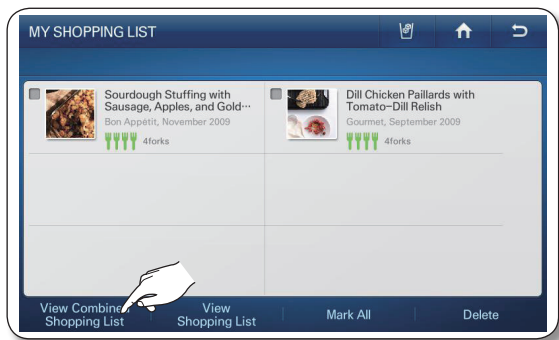 MY SHOPPING LIST
Sourdough Stuffing with
Sausage, Apples, and Gold…
Bon Appétit, November 2009
4forks
Dill Chicken Paillards with
Tomato-Dill Relish
Gourmet, September 2009
4forks
View Combined
Shopping List
View
Shopping List
Mark All
Delete